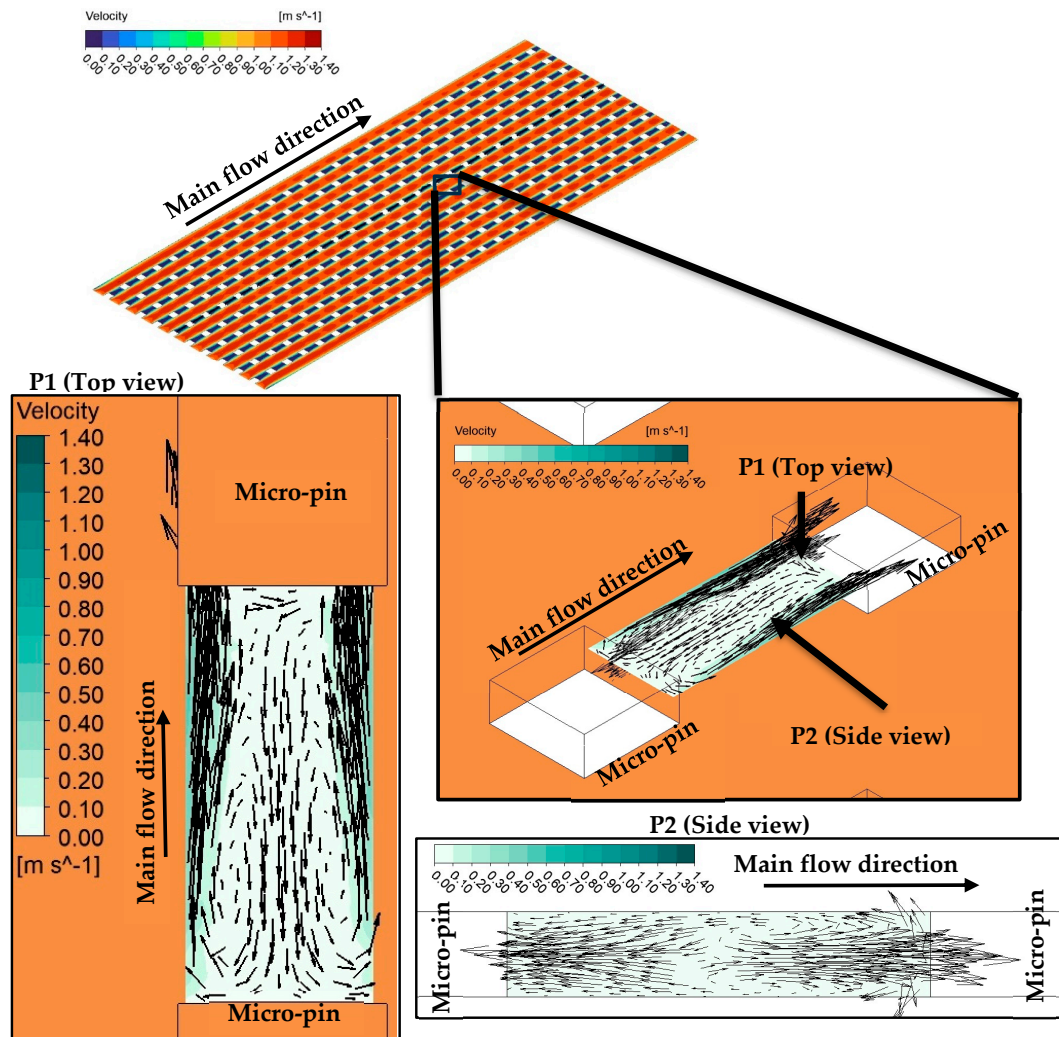 Velocity [m s^-1]
0.00 0.10 0.20 0.30 0.40 0.50 0.60 0.70 0.80 0.90 1.00 1.10 1.20 1.30 1.40
Main flow direction
P1 (Top view)
Velocity
1.40
1.30
1.20
1.10
1.00
0.90
0.80
0.70
0.60
0.50
0.40
0.30
0.20
0.10
0.00
[m s^-1]
Micro-pin
Main flow direction
Micro-pin
Velocity [m s^-1]
0.00 0.10 0.20 0.30 0.40 0.50 0.60 0.70 0.80 0.90 1.00 1.10 1.20 1.30 1.40
P1 (Top view)
Main flow direction
Micro-pin
Micro-pin
P2 (Side view)
P2 (Side view)
0.00 0.10 0.20 0.30 0.40 0.50 0.60 0.70 0.80 0.90 1.00 1.10 1.20 1.30 1.40
Main flow direction
Micro-pin
Micro-pin